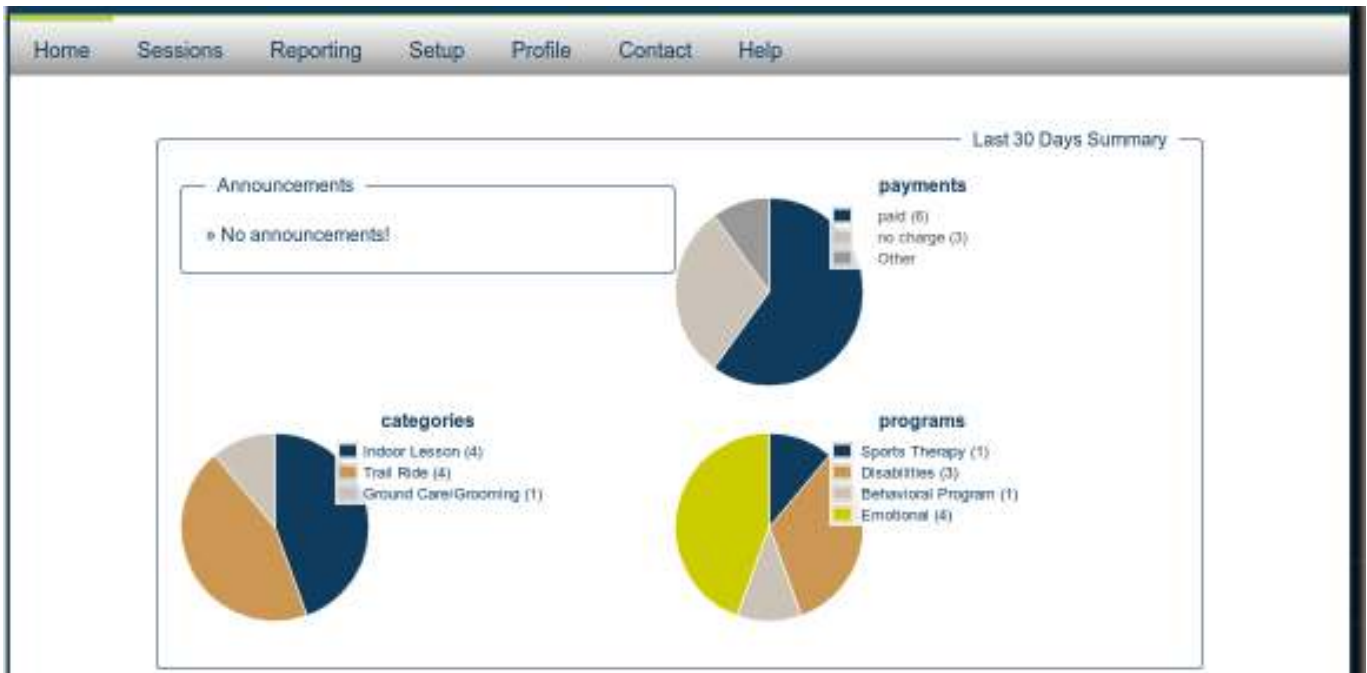 Home Sessions Reporting Setup Profile Contact Help
Last 30 Days Summary
Announcements
» No announcements!
payments
paid (6)
no charge (3)
Other
categories
Indoor Lesson (4)
Trail Ride (4)
Ground Care/Grooming (1)
programs
Sports Therapy (1)
Disabilities (3)
Behavioral Program (1)
Emotional (4)